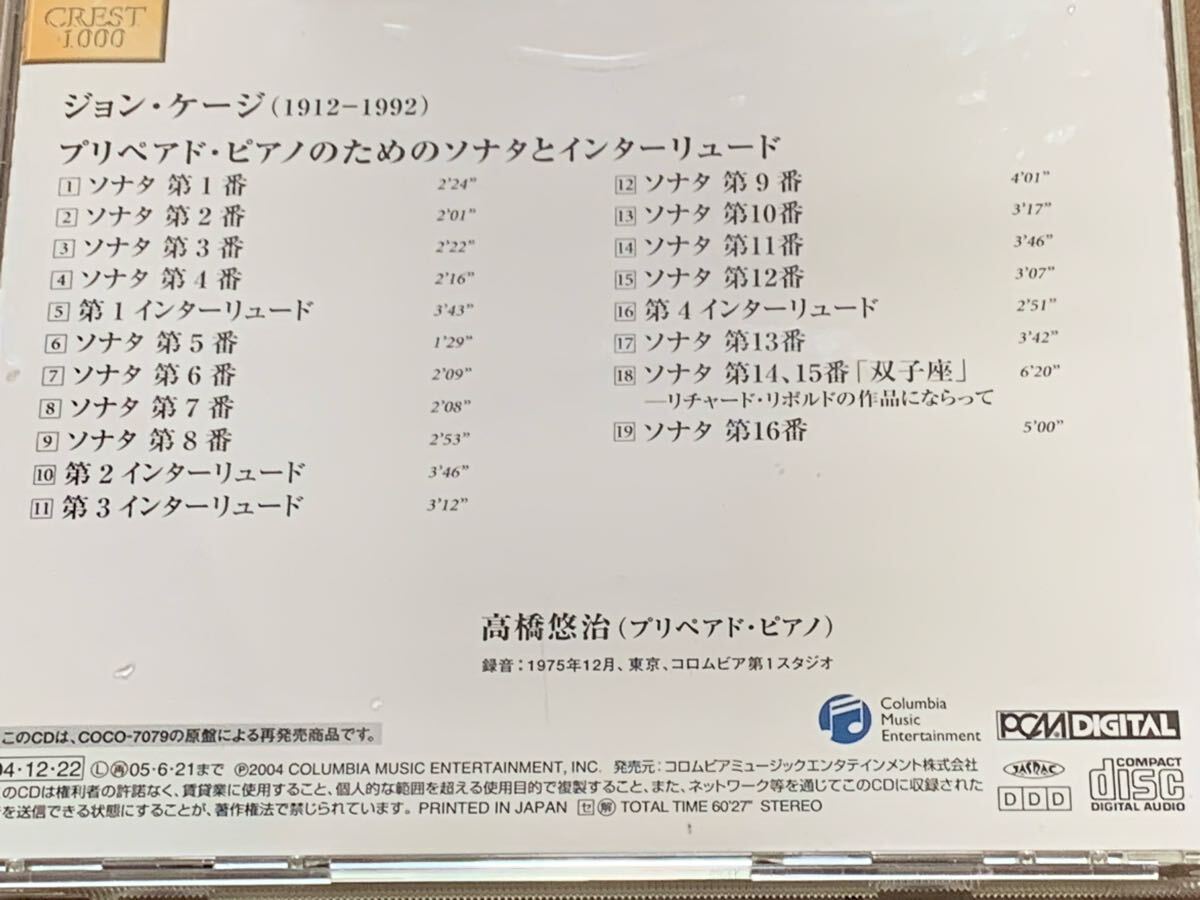 CREST
1000
ジョン・ケージ(1912-1992)
プリペアド・ピアノのためのソナタとインターリュード
1 ソナタ 第1番 2'24"
2 ソナタ 第2番 2'01"
3 ソナタ 第3番 2'22"
4 ソナタ 第4番 2'16"
5 第1インターリュード 3'43"
6 ソナタ 第5番 1'29"
7 ソナタ 第6番 2'09"
8 ソナタ 第7番 2'08"
9 ソナタ 第8番 2'53"
10 第2インターリュード 3'46"
11 第3インターリュード 3'12"
12 ソナタ 第9番 4'01"
13 ソナタ 第10番 3'17"
14 ソナタ 第11番 3'46"
15 ソナタ 第12番 3'07"
16 第4インターリュード 2'51"
17 ソナタ 第13番 3'42"
18 ソナタ 第14、15番「双子座」 6'20"
―リチャード・リポルドの作品にならって
19 ソナタ 第16番 5'00"
高橋悠治(プリペアド・ピアノ)
録音:1975年12月、東京、コロムビア第1スタジオ
このCDは、COCO-7079の原盤による再発売商品です。
Columbia
Music
Entertainment
PCM DIGITAL
04・12・22 Ⓛ㊞05・6・21まで ℗2004 COLUMBIA MUSIC ENTERTAINMENT, INC. 発売元:コロムビアミュージックエンタテインメント株式会社
このCDは権利者の許諾なく、賃貸業に使用すること、個人的な範囲を超える使用目的で複製すること、また、ネットワーク等を通じてこのCDに収録された
を送信できる状態にすることが、著作権法で禁じられています。 PRINTED IN JAPAN セ 解 TOTAL TIME 60'27" STEREO
JASRAC
DDD
COMPACT
disc
DIGITAL AUDIO